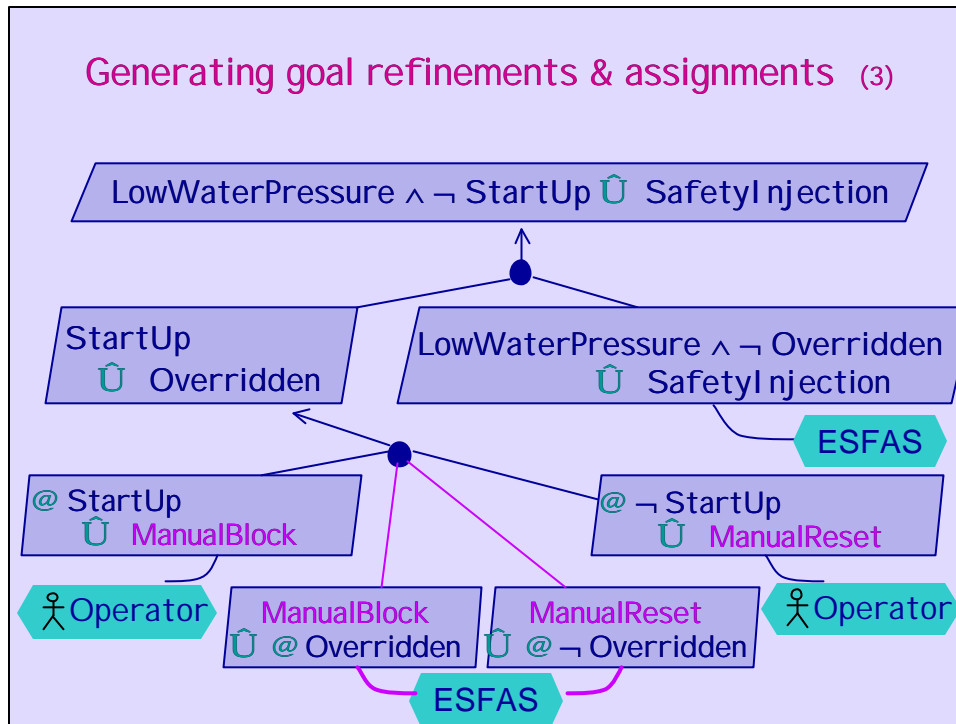 Generating goal refinements & assignments (3)
LowWaterPressure ∧ ¬ StartUp Û SafetyInjection
StartUp
Û Overridden
LowWaterPressure ∧ ¬ Overridden
Û SafetyInjection
ESFAS
@ StartUp
Û ManualBlock
@ ¬ StartUp
Û ManualReset
Operator
ManualBlock
Û @ Overridden
ManualReset
Û @ ¬ Overridden
Operator
ESFAS